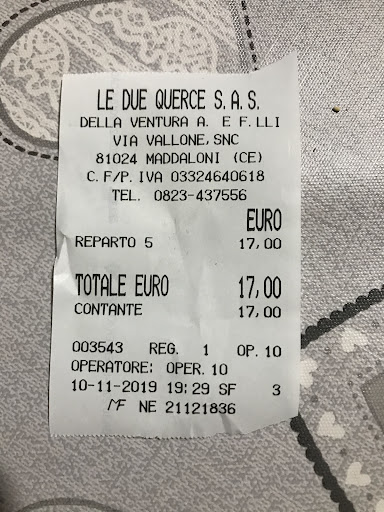 LE DUE QUERCE S.A.S.
DELLA VENTURA A. E F.LLI
VIA VALLONE, SNC
81024 MADDALONI (CE)
C.F/P.IVA 03324640618
TEL. 0823-437556
EURO
REPARTO 5 17,00
TOTALE EURO 17,00
CONTANTE 17,00
003543 REG. 1 OP.10
OPERATORE: OPER.10
10-11-2019 19:29 SF 3
MF NE 21121836